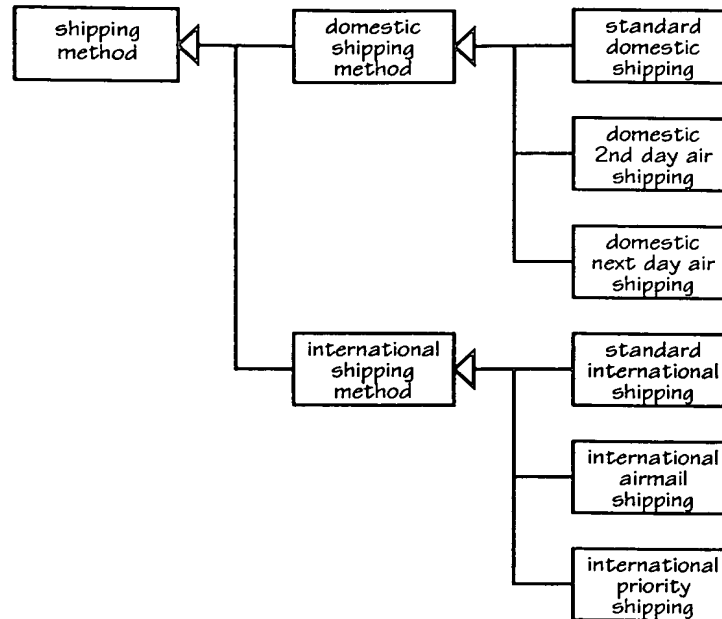 shipping
method
domestic
shipping
method
standard
domestic
shipping
domestic
2nd day air
shipping
domestic
next day air
shipping
international
shipping
method
standard
international
shipping
international
airmail
shipping
international
priority
shipping